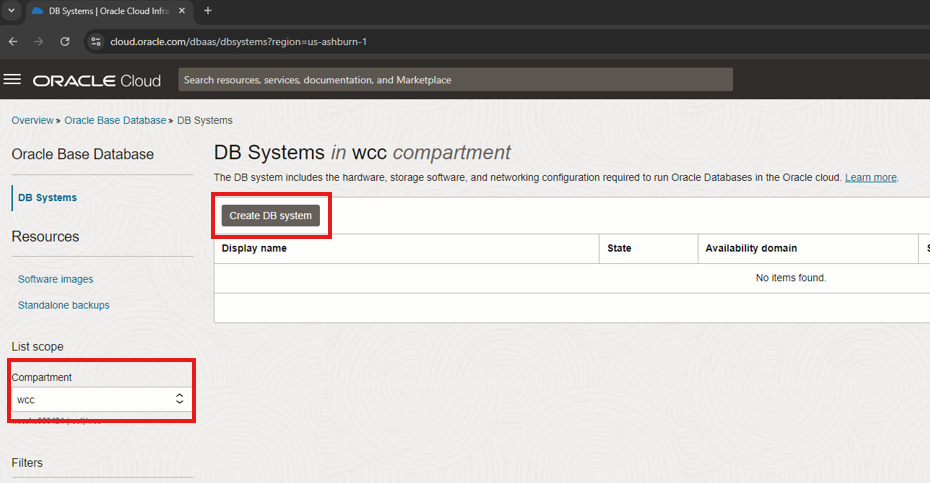 DB Systems | Oracle Cloud Infra
cloud.oracle.com/dbaas/dbsystems?region=us-ashburn-1
ORACLE Cloud
Search resources, services, documentation, and Marketplace
Overview » Oracle Base Database » DB Systems
Oracle Base Database
DB Systems
Resources
Software images
Standalone backups
List scope
Compartment
wcc
Filters
DB Systems in wcc compartment
The DB system includes the hardware, storage software, and networking configuration required to run Oracle Databases in the Oracle cloud. Learn more.
Create DB system
Display name State Availability domain S
No items found.